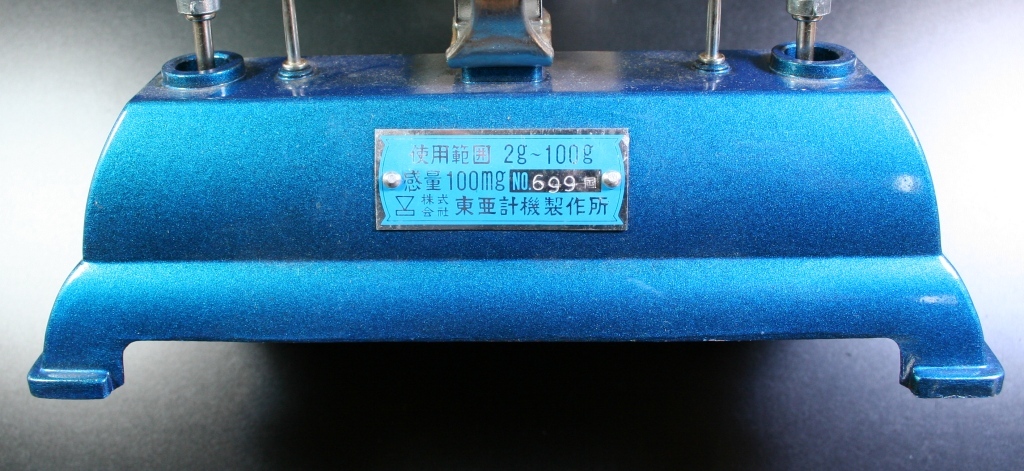 使用範囲 2g~100g
感量100mg No.699
株式会社 東亜計機製作所